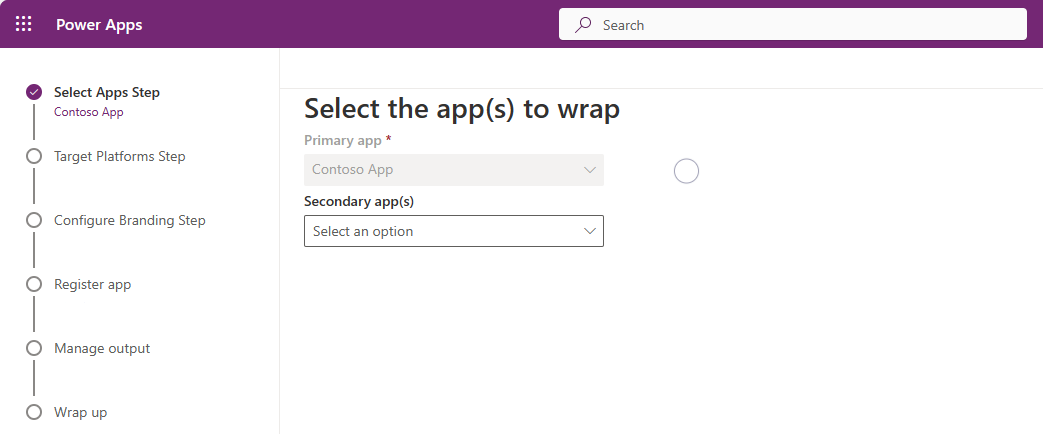 Power Apps
Search
Select Apps Step
Contoso App
Target Platforms Step
Configure Branding Step
Register app
Manage output
Wrap up
Select the app(s) to wrap
Primary app *
Contoso App
Secondary app(s)
Select an option